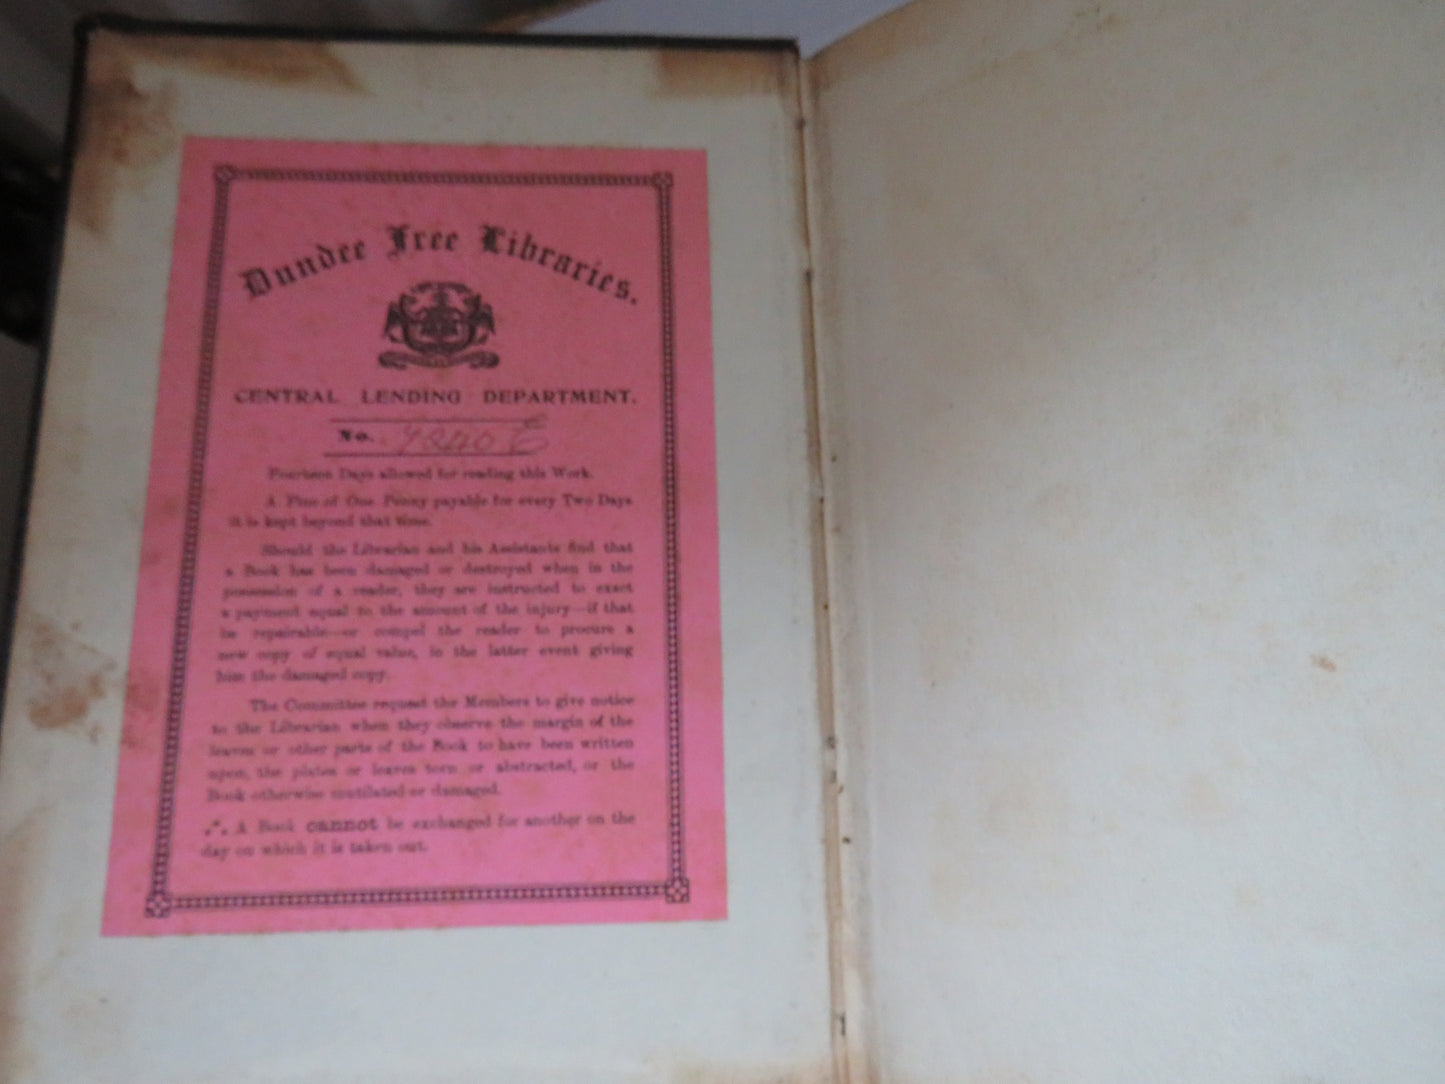 Dundee Free Libraries.
CENTRAL LENDING DEPARTMENT.
No.
Fourteen Days allowed for reading this Work.
A Fine of One Penny payable for every Two Days
it is kept beyond that time.
Should the Librarian and his Assistants find that
a Book has been damaged or destroyed when in the
possession of a reader, they are instructed to exact
a payment equal to the amount of the injury—if that
be repairable—or compel the reader to procure a
new copy of equal value, in the latter event giving
him the damaged copy.
The Committee request the Members to give notice
to the Librarian when they observe the margin of the
leaves or other parts of the Book to have been written
upon, the plates or leaves torn or abstracted, or the
Book otherwise mutilated or damaged.
⁂ A Book cannot be exchanged for another on the
day on which it is taken out.